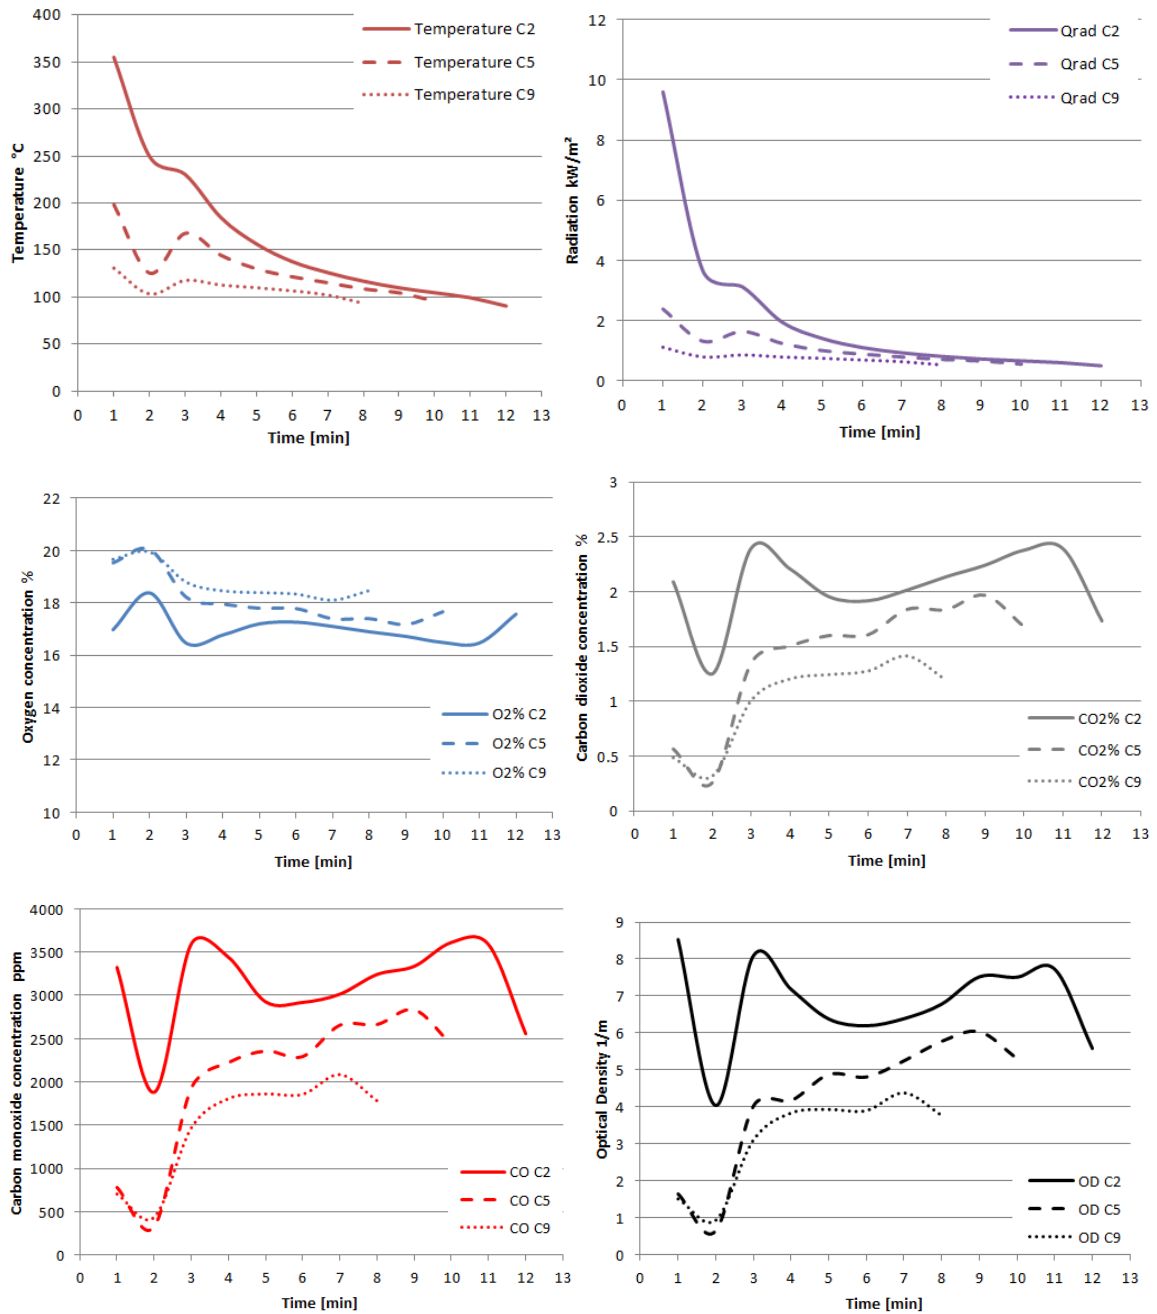 Temperature °C
400
350
300
250
200
150
100
50
0
Temperature C2
Temperature C5
Temperature C9
0 1 2 3 4 5 6 7 8 9 10 11 12 13
Time [min]
Radiation kW/m²
12
10
8
6
4
2
0
Qrad C2
Qrad C5
Qrad C9
0 1 2 3 4 5 6 7 8 9 10 11 12 13
Time [min]
Oxygen concentration %
22
20
18
16
14
12
10
O2% C2
O2% C5
O2% C9
0 1 2 3 4 5 6 7 8 9 10 11 12 13
Time [min]
Carbon dioxide concentration %
3
2.5
2
1.5
1
0.5
0
CO2% C2
CO2% C5
CO2% C9
0 1 2 3 4 5 6 7 8 9 10 11 12 13
Time [min]
Carbon monoxide concentration ppm
4000
3500
3000
2500
2000
1500
1000
500
0
CO C2
CO C5
CO C9
0 1 2 3 4 5 6 7 8 9 10 11 12 13
Time [min]
Optical Density 1/m
9
8
7
6
5
4
3
2
1
0
OD C2
OD C5
OD C9
0 1 2 3 4 5 6 7 8 9 10 11 12 13
Time [min]